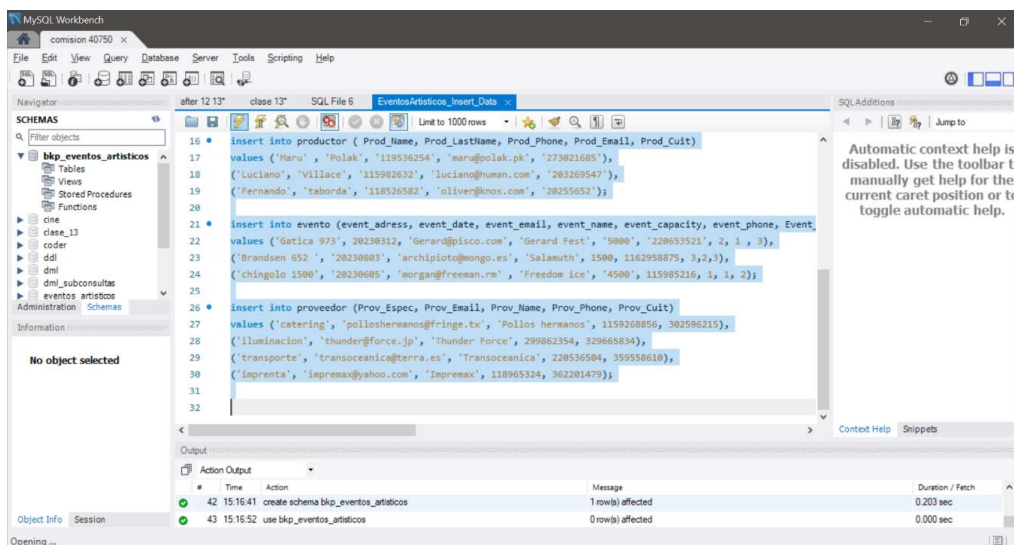 MySQL Workbench
comision 40750 ×
File Edit View Query Database Server Tools Scripting Help
Navigator
SCHEMAS
Filter objects
bkp_eventos_artisticos
Tables
Views
Stored Procedures
Functions
cine
clase_13
coder
ddl
dml
dml_subconsultas
eventos_artisticos
Administration Schemas
Information
No object selected
Object Info Session
Opening ...
after 12 13* clase 13* SQL File 6 EventosArtisticos_Insert_Data ×
Limit to 1000 rows
16 insert into productor ( Prod_Name, Prod_LastName, Prod_Phone, Prod_Email, Prod_Cuit)
17 values ('Maru' , 'Polak', '119536254', 'maru@polak.pk', '273021685'),
18 ('Luciano', 'Villace', '115982632', 'luciano@human.com', '203269547'),
19 ('Fernando', 'taborda', '118526582', 'oliver@knos.com', '20255652');
20
21 insert into evento (event_adress, event_date, event_email, event_name, event_capacity, event_phone, Event_
22 values ('Gatica 973', 20230312, 'Gerard@pisco.com', 'Gerard Fest', '5000', '220653521', 2, 1 , 3),
23 ('Brandsen 652 ', '20230803', 'archipioto@mongo.es', 'Salamuth', 1500, 1162958875, 3,2,3),
24 ('chingolo 1500', '20230605', 'morgan@freeman.rm' , 'Freedom ice', '4500', 115985216, 1, 1, 2);
25
26 insert into proveedor (Prov_Espec, Prov_Email, Prov_Name, Prov_Phone, Prov_Cuit)
27 values ('catering', 'polloshermanos@fringe.tx', 'Pollos hermanos', 1159268856, 302596215),
28 ('iluminacion', 'thunder@force.jp', 'Thunder Force', 299862354, 329665834),
29 ('transporte', 'transoceanica@terra.es', 'Transoceanica', 220536504, 359558610),
30 ('imprenta', 'impremax@yahoo.com', 'Impremax', 118965324, 362201479);
31
32
Output
Action Output
# Time Action Message Duration / Fetch
42 15:16:41 create schema bkp_eventos_artisticos 1 row(s) affected 0.203 sec
43 15:16:52 use bkp_eventos_artisticos 0 row(s) affected 0.000 sec
SQL Additions
Jump to
Automatic context help is
disabled. Use the toolbar t
manually get help for the
current caret position or to
toggle automatic help.
Context Help Snippets